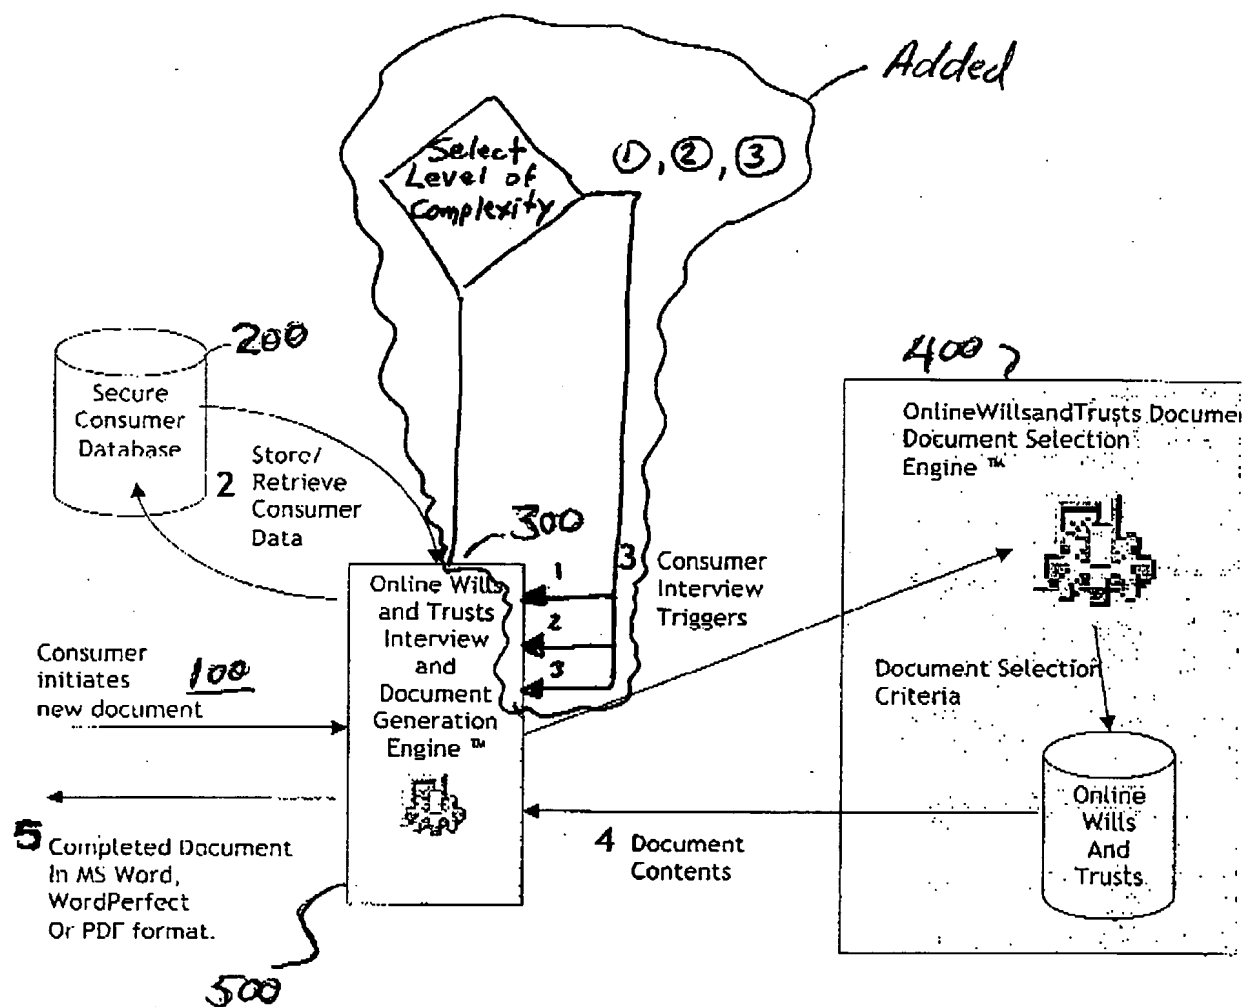 Added
Select
Level of
Complexity
①, ②, ③
200
Secure
Consumer
Database
2 Store/
Retrieve
Consumer
Data
300
400
OnlineWillsandTrusts Docume
Document Selection
Engine ™
Online Wills
and Trusts
Interview
and
Document
Generation
Engine ™
1
2
3
3 Consumer
Interview
Triggers
Consumer
initiates
new document
100
Document Selection
Criteria
Online
Wills
And
Trusts
4 Document
Contents
5 Completed Document
In MS Word,
WordPerfect
Or PDF format.
500